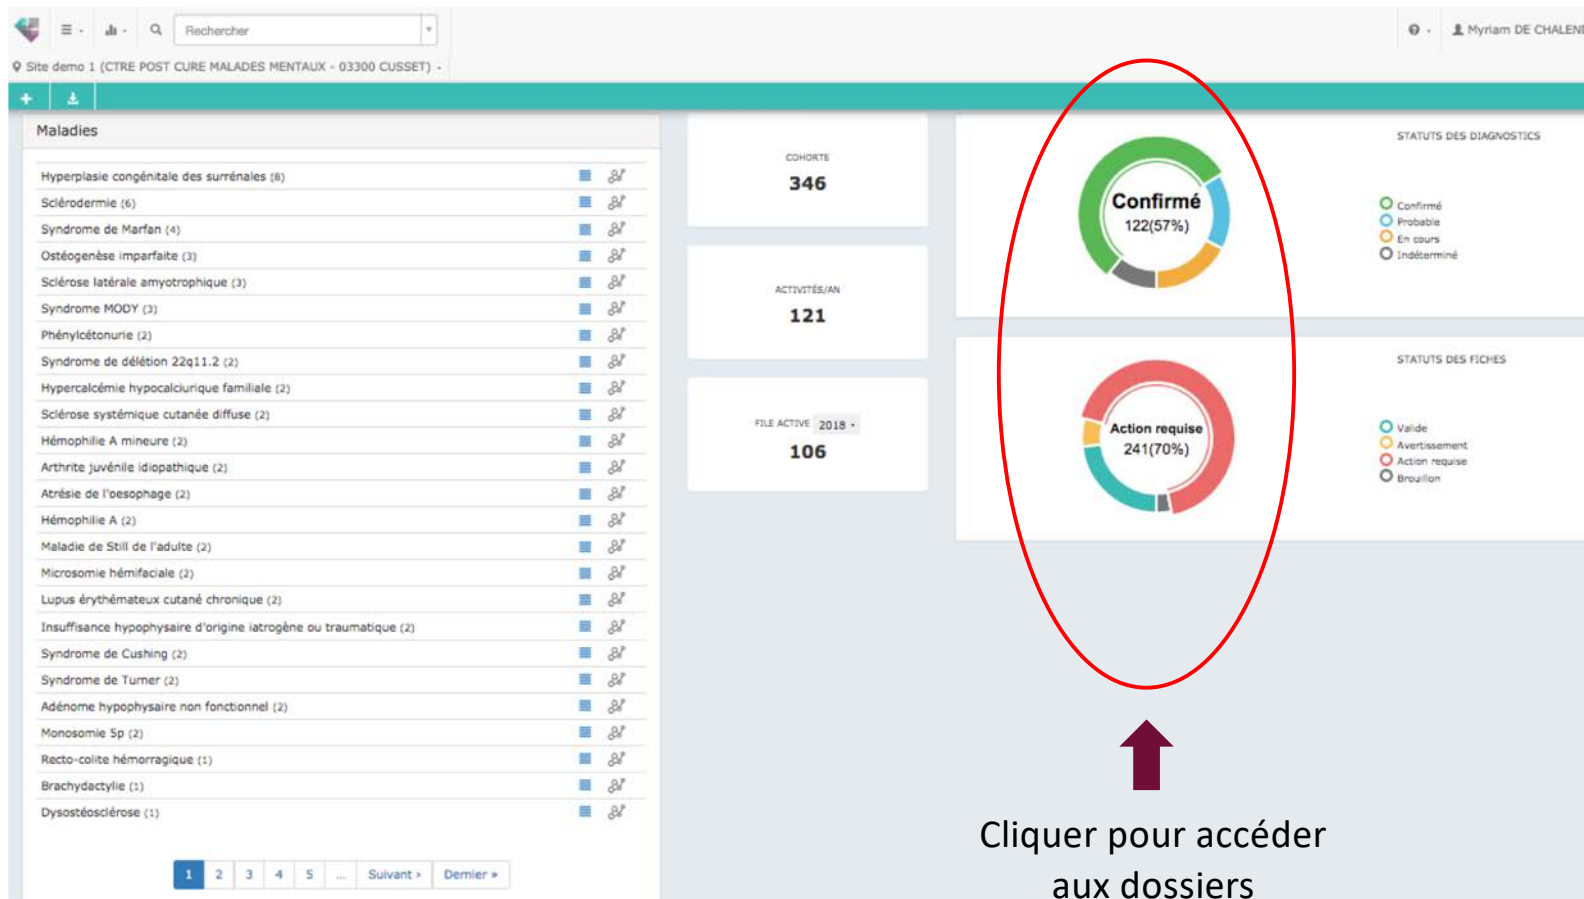 Rechercher
Myriam DE CHALEND
Site demo 1 (CTRE POST CURE MALADES MENTAUX - 03300 CUSSET)
Maladies
Hyperplasie congénitale des surrénales (8)
Sclérodermie (6)
Syndrome de Marfan (4)
Ostéogenèse imparfaite (3)
Sclérose latérale amyotrophique (3)
Syndrome MODY (3)
Phénylcétonurie (2)
Syndrome de délétion 22q11.2 (2)
Hypercalcémie hypocalciurique familiale (2)
Sclérose systémique cutanée diffuse (2)
Hémophilie A mineure (2)
Arthrite juvénile idiopathique (2)
Atrésie de l'oesophage (2)
Hémophilie A (2)
Maladie de Still de l'adulte (2)
Microsomie hémifaciale (2)
Lupus érythémateux cutané chronique (2)
Insuffisance hypophysaire d'origine iatrogène ou traumatique (2)
Syndrome de Cushing (2)
Syndrome de Turner (2)
Adénome hypophysaire non fonctionnel (2)
Monosomie 5p (2)
Recto-colite hémorragique (1)
Brachydactylie (1)
Dysostéosclérose (1)
1 2 3 4 5 ... Suivant › Dernier »
COHORTE
346
ACTIVITÉS/AN
121
FILE ACTIVE 2018
106
STATUTS DES DIAGNOSTICS
Confirmé
122(57%)
Confirmé
Probable
En cours
Indéterminé
STATUTS DES FICHES
Action requise
241(70%)
Valide
Avertissement
Action requise
Brouillon
Cliquer pour accéder
aux dossiers